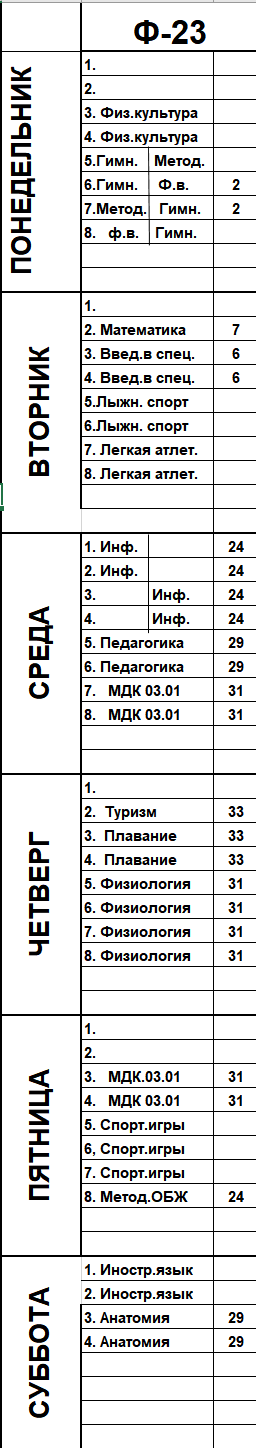 Ф-23
ПОНЕДЕЛЬНИК
1.
2.
3. Физ.культура
4. Физ.культура
5.Гимн. Метод.
6.Гимн. Ф.в. 2
7.Метод. Гимн. 2
8. ф.в. Гимн.
ВТОРНИК
1.
2. Математика 7
3. Введ.в спец. 6
4. Введ.в спец. 6
5.Лыжн. спорт
6.Лыжн. спорт
7. Легкая атлет.
8. Легкая атлет.
СРЕДА
1. Инф. 24
2. Инф. 24
3. Инф. 24
4. Инф. 24
5. Педагогика 29
6. Педагогика 29
7. МДК 03.01 31
8. МДК 03.01 31
ЧЕТВЕРГ
1.
2. Туризм 33
3. Плавание 33
4. Плавание 33
5. Физиология 31
6. Физиология 31
7. Физиология 31
8. Физиология 31
ПЯТНИЦА
1.
2.
3. МДК.03.01 31
4. МДК 03.01 31
5. Спорт.игры
6, Спорт.игры
7. Спорт.игры
8. Метод.ОБЖ 24
СУББОТА
1. Иностр.язык
2. Иностр.язык
3. Анатомия 29
4. Анатомия 29